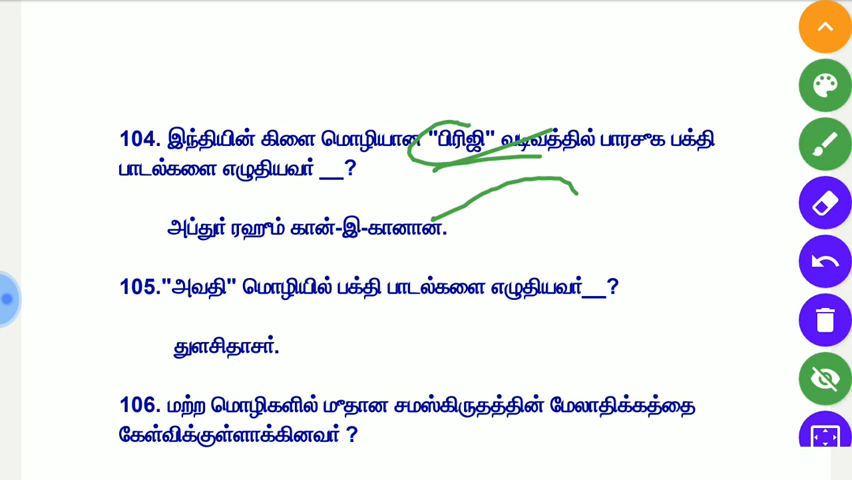 104. இந்தியின் கிளை மொழியான "பிரிஜி" வடிவத்தில் பாரசூக பக்தி
பாடல்களை எழுதியவர் __?
அப்துர் ரஹூம் கான்-இ-கானான்.
105."அவதி" மொழியில் பக்தி பாடல்களை எழுதியவர்__?
துளசிதாசர்.
106. மற்ற மொழிகளில் மூதான சமஸ்கிருதத்தின் மேலாதிக்கத்தை
கேள்விக்குள்ளாக்கினவர் ?